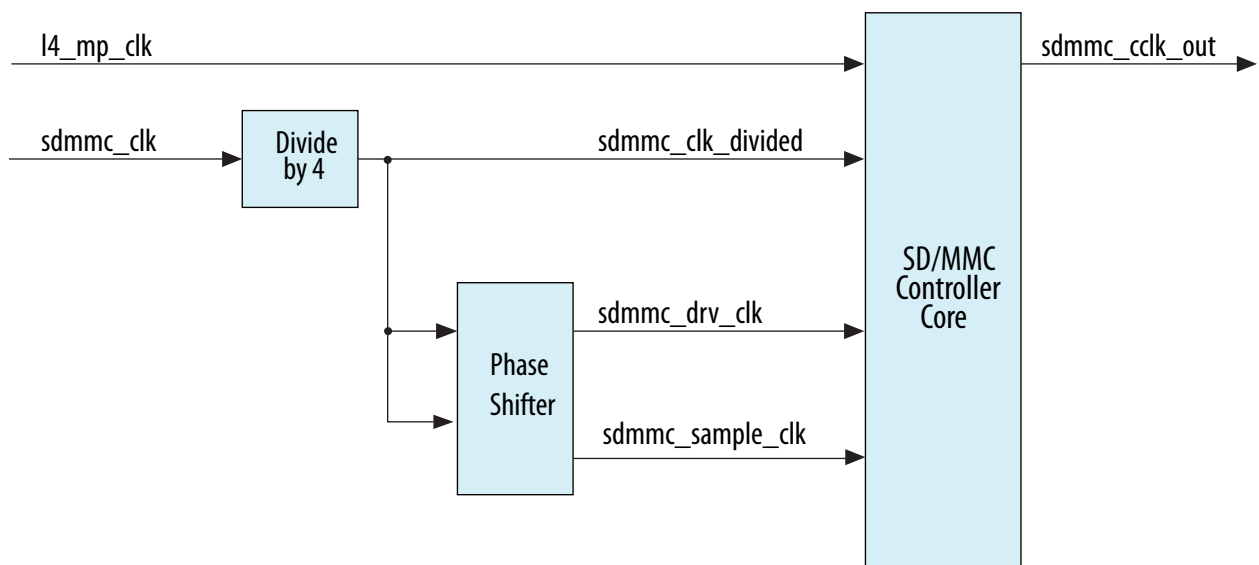 l4_mp_clk
sdmmc_cclk_out
sdmmc_clk
Divide
by 4
sdmmc_clk_divided
SD/MMC
Controller
Core
sdmmc_drv_clk
Phase
Shifter
sdmmc_sample_clk